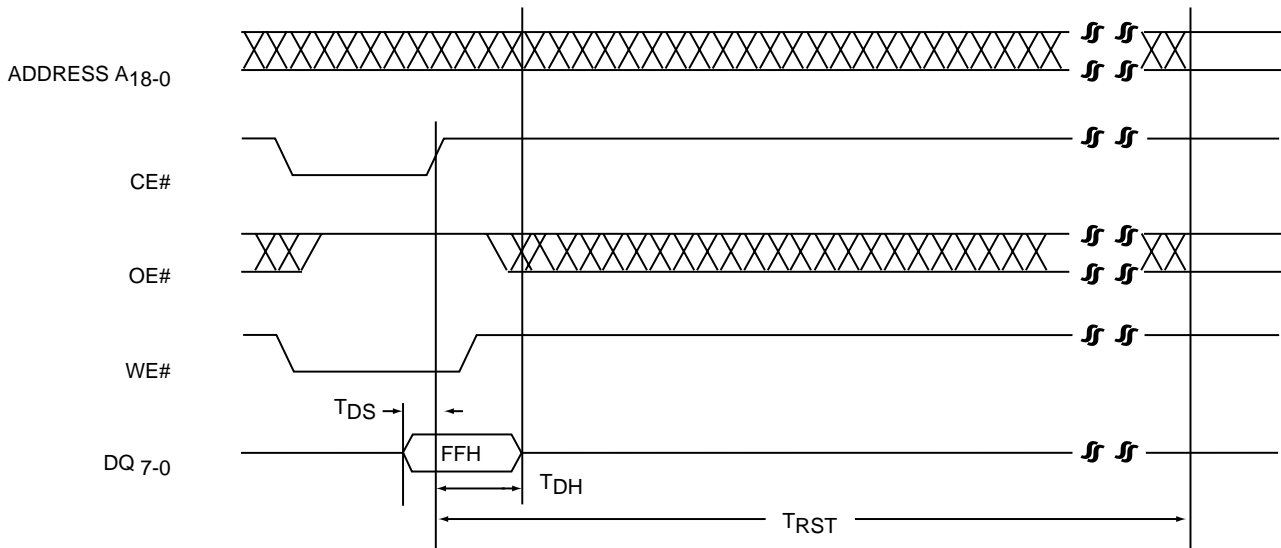 ADDRESS A18-0
CE#
OE#
WE#
TDS
DQ 7-0
FFH
TDH
TRST